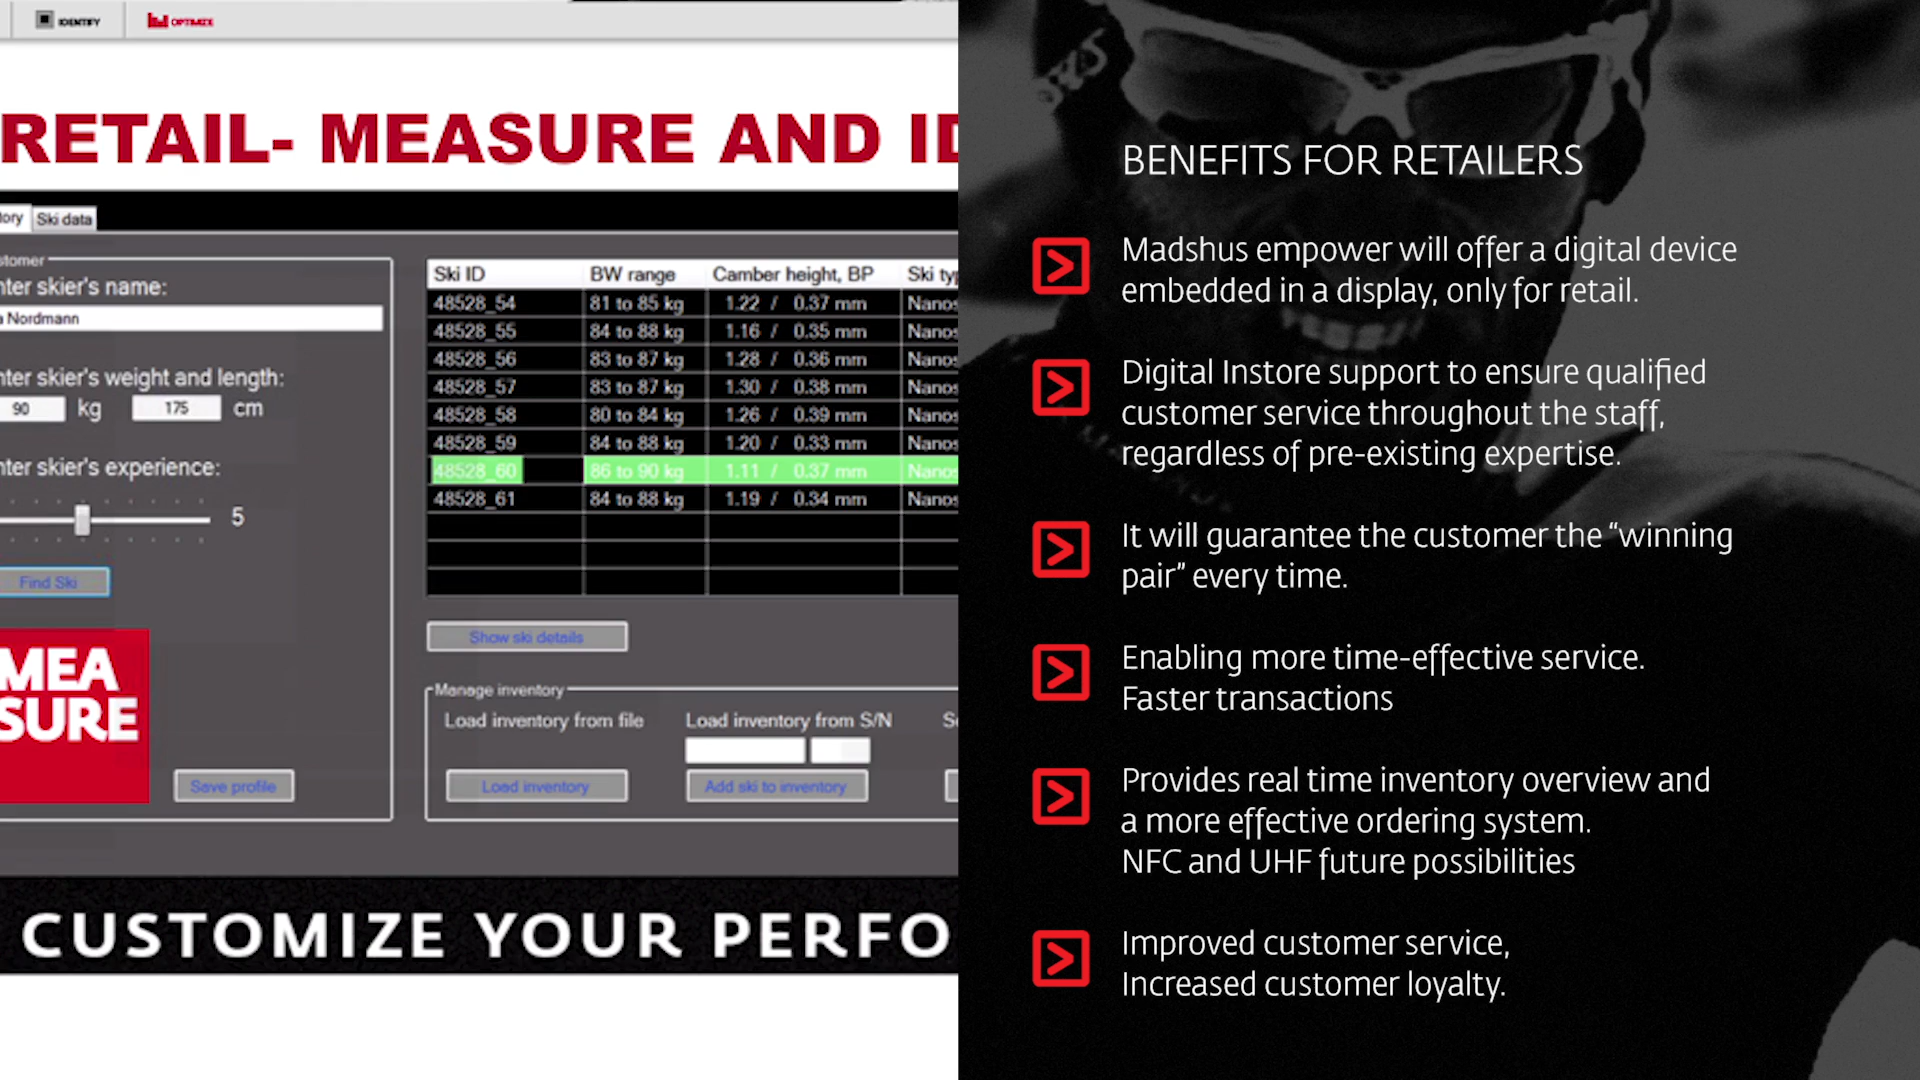 IDENTIFY
OPTIMIZE
RETAIL- MEASURE AND
Ski data
skier's name:
Nordmann
skier's weight and length:
90 kg 175 cm
skier's experience:
5
Find Ski
MEA
SURE
Save profile
Ski ID BW range Camber height, BP Ski
48528_54 81 to 85 kg 1.22 / 0.37 mm
48528_55 84 to 88 kg 1.16 / 0.35 mm
48528_56 83 to 87 kg 1.28 / 0.36 mm
48528_57 83 to 87 kg 1.30 / 0.38 mm
48528_58 80 to 84 kg 1.26 / 0.39 mm
48528_59 84 to 88 kg 1.20 / 0.33 mm
48528_60 86 to 90 kg 1.11 / 0.37 mm
48528_61 84 to 88 kg 1.19 / 0.34 mm
Show ski details
Manage inventory
Load inventory from file Load inventory from S/N
Load inventory Add ski to inventory
CUSTOMIZE YOUR PERFO
BENEFITS FOR RETAILERS
Madshus empower will offer a digital device
embedded in a display, only for retail.
Digital Instore support to ensure qualified
customer service throughout the staff,
regardless of pre-existing expertise.
It will guarantee the customer the “winning
pair” every time.
Enabling more time-effective service.
Faster transactions
Provides real time inventory overview and
a more effective ordering system.
NFC and UHF future possibilities
Improved customer service,
Increased customer loyalty.